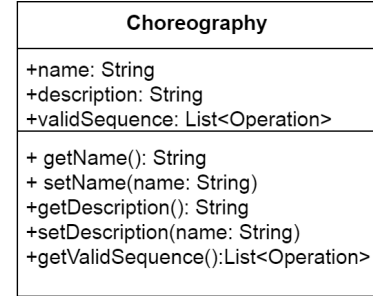 Choreography
+name: String
+description: String
+validSequence: List<Operation>
+ getName(): String
+ setName(name: String)
+getDescription(): String
+setDescription(name: String)
+getValidSequence():List<Operation>